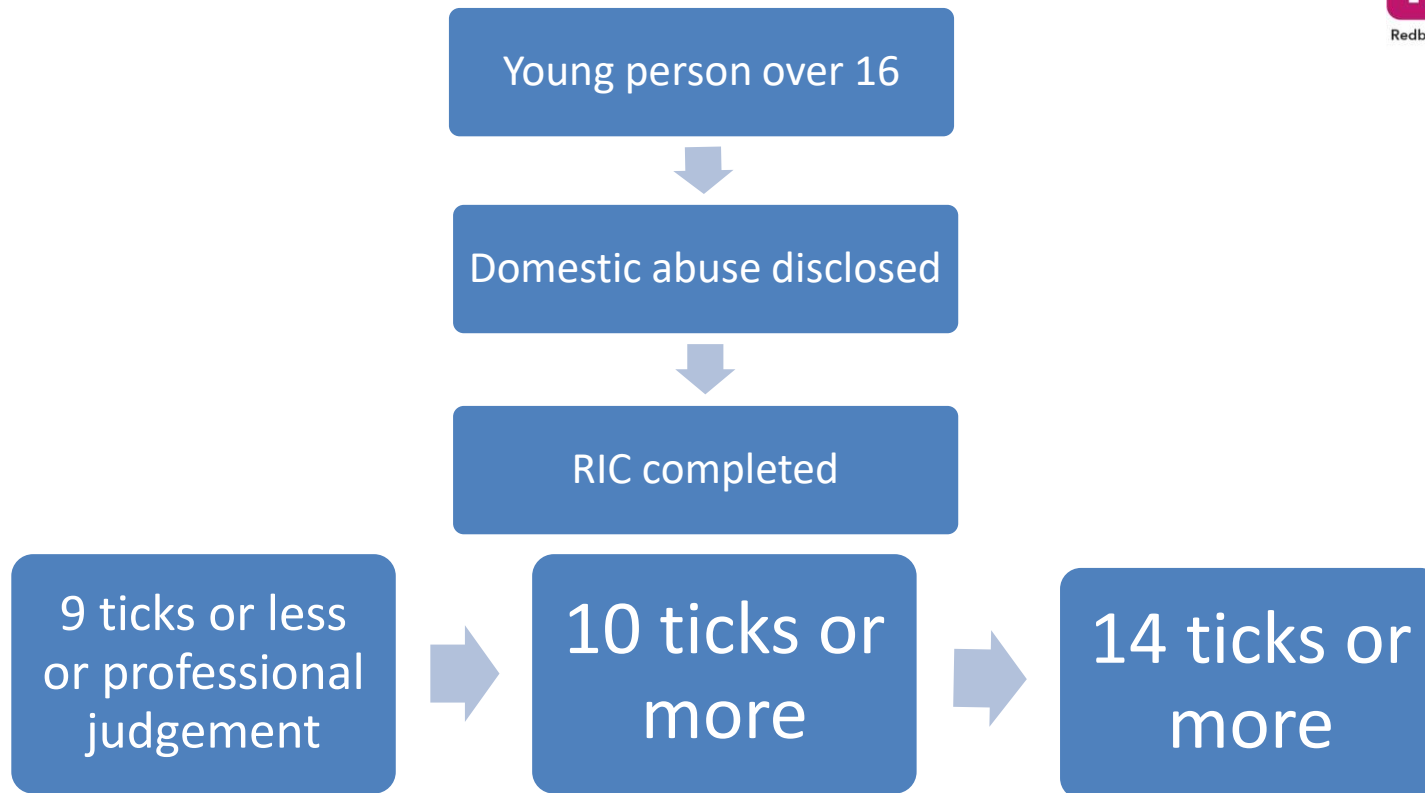 Young person over 16
Domestic abuse disclosed
RIC completed
9 ticks or less
or professional
judgement
10 ticks or
more
14 ticks or
more